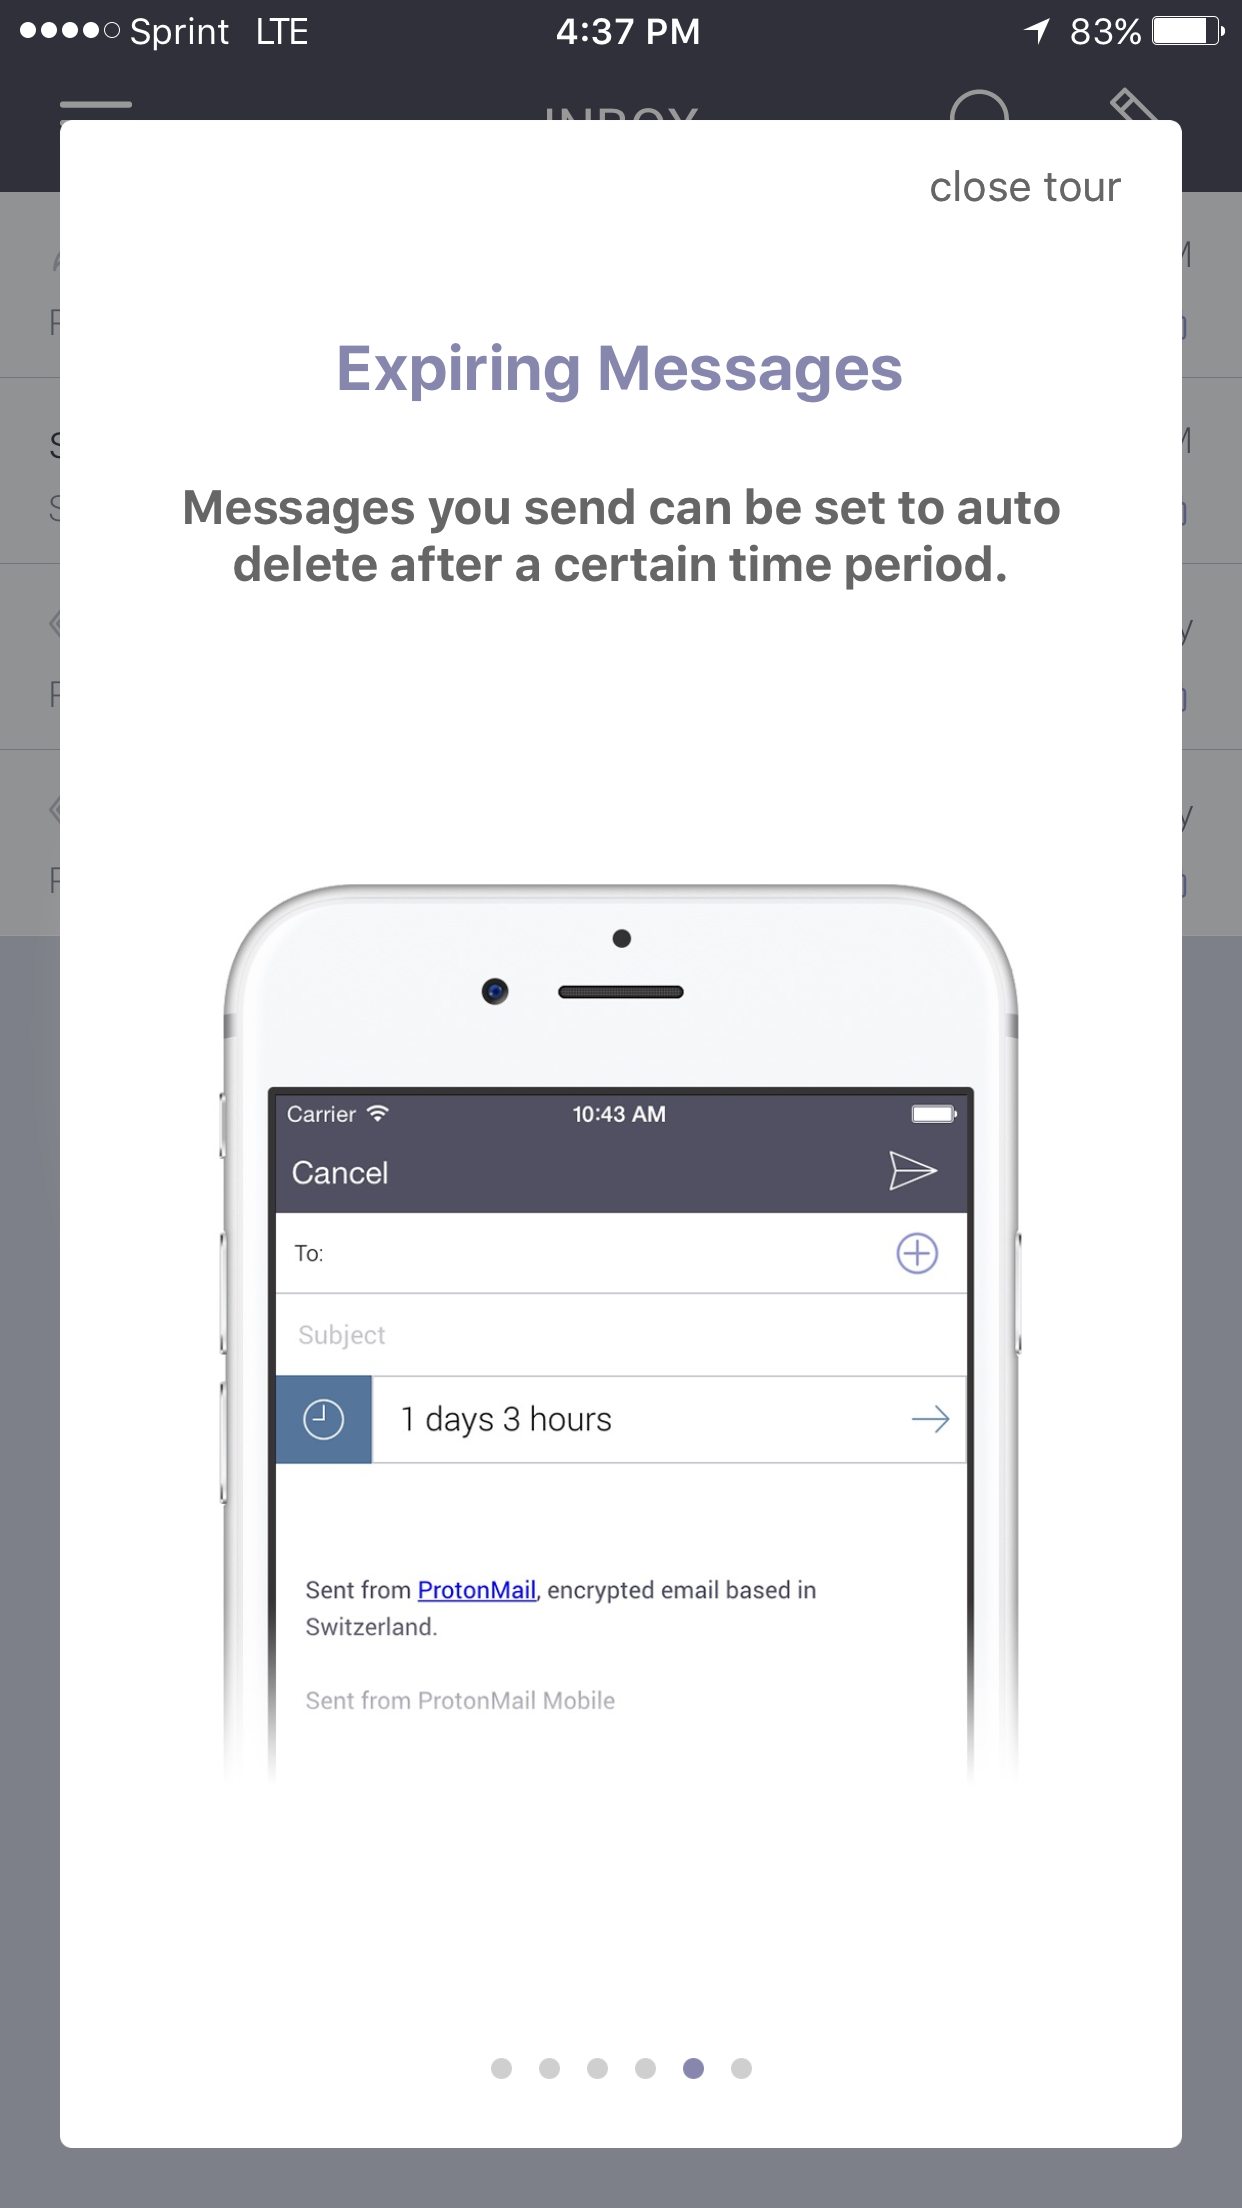 Sprint LTE 4:37 PM 83%
INBOX
close tour
Expiring Messages
Messages you send can be set to auto
delete after a certain time period.
Carrier 10:43 AM
Cancel
To:
Subject
1 days 3 hours
Sent from ProtonMail, encrypted email based in
Switzerland.
Sent from ProtonMail Mobile